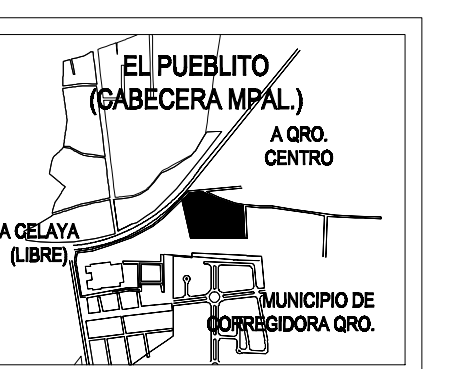 EL PUEBLITO
(CABECERA MPAL.)
A QRO.
CENTRO
A CELAYA
(LIBRE)
MUNICIPIO DE
CORREGIDORA QRO.